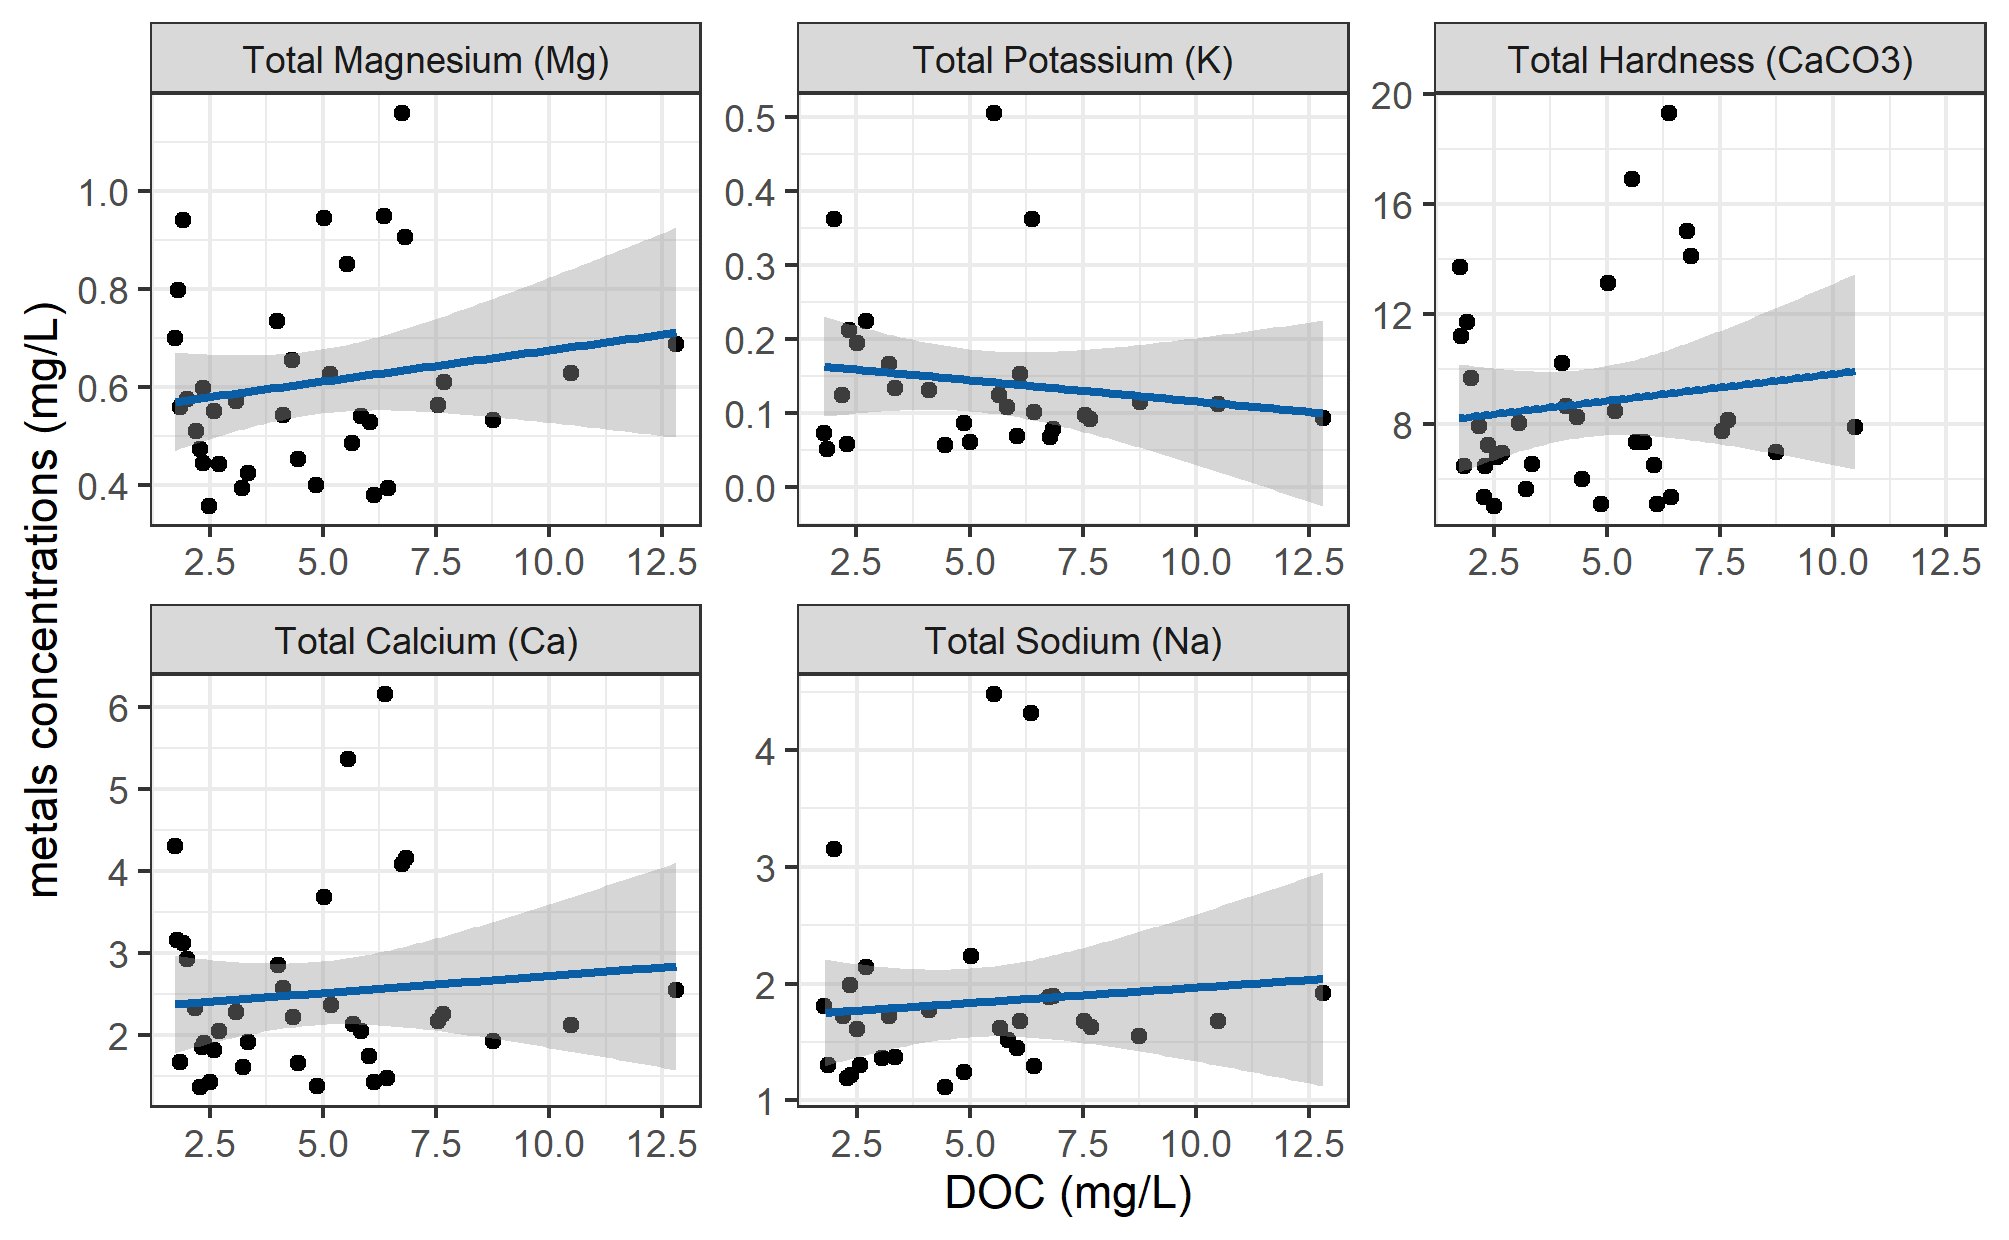 Total Magnesium (Mg)
Total Potassium (K)
Total Hardness (CaCO3)
1.0
0.8
0.6
0.4
0.5
0.4
0.3
0.2
0.1
0.0
20
16
12
8
2.5 5.0 7.5 10.0 12.5
2.5 5.0 7.5 10.0 12.5
2.5 5.0 7.5 10.0 12.5
metals concentrations (mg/L)
Total Calcium (Ca)
Total Sodium (Na)
6
5
4
3
2
4
3
2
1
2.5 5.0 7.5 10.0 12.5
2.5 5.0 7.5 10.0 12.5
DOC (mg/L)